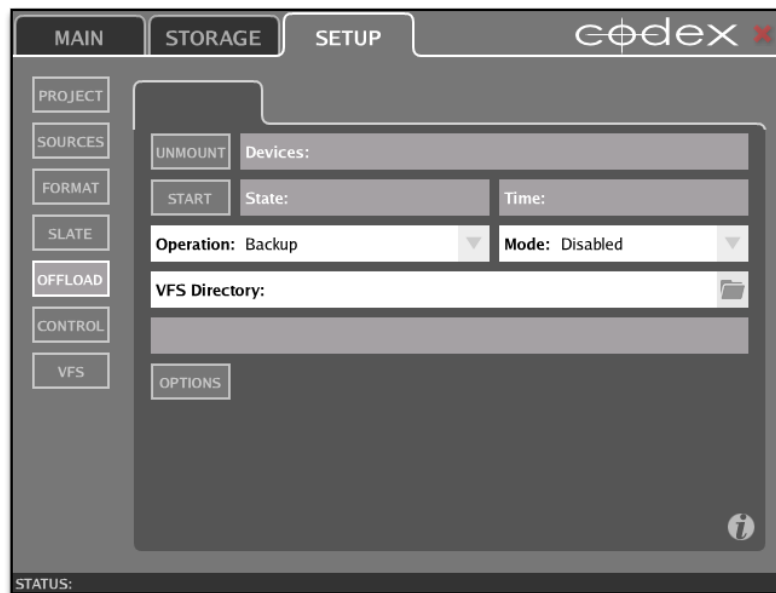 MAIN STORAGE SETUP codex
PROJECT
SOURCES
FORMAT
SLATE
OFFLOAD
CONTROL
VFS
UNMOUNT Devices:
START State: Time:
Operation: Backup Mode: Disabled
VFS Directory:
OPTIONS
i
STATUS: